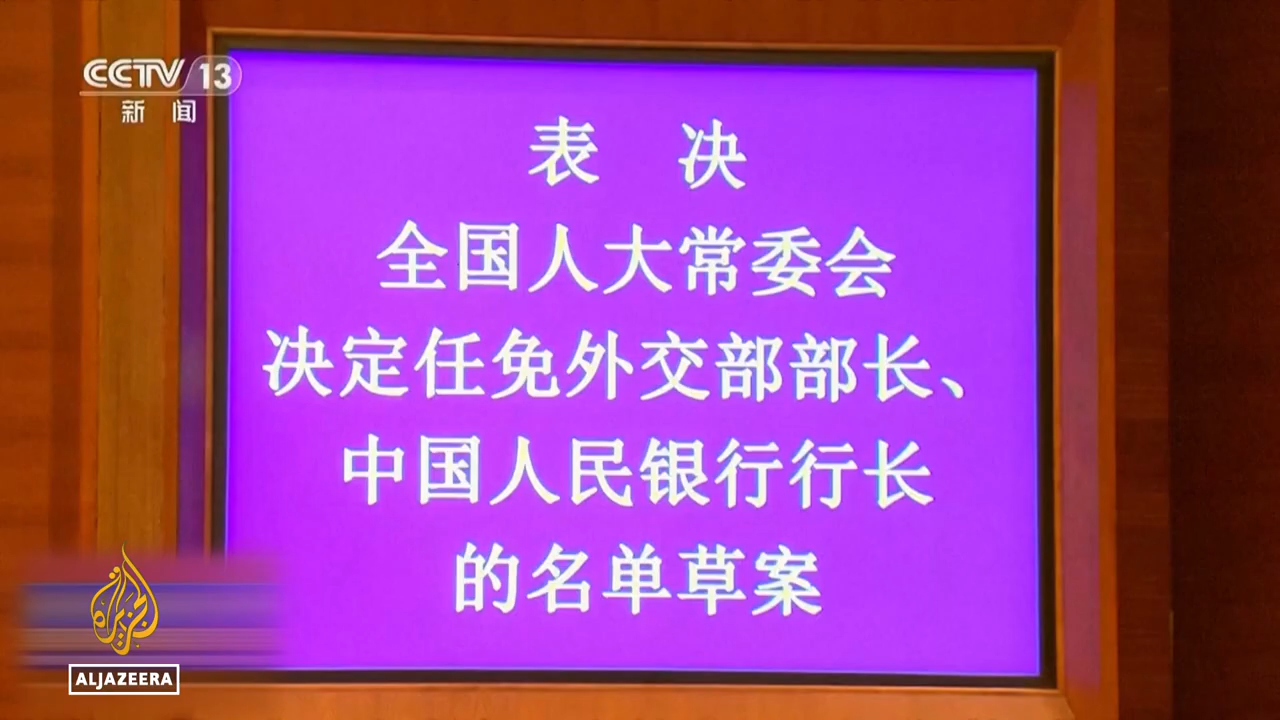 CCTV 13
新闻
表 决
全国人大常委会
决定任免外交部部长、
中国人民银行行长
的名单草案
الجزيرة
ALJAZEERA